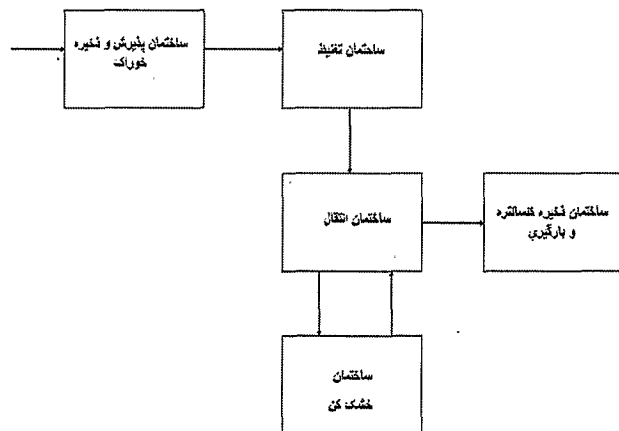 ساختمان پذیرش و ذخیره
خوراک
ساختمان تغلیظ
ساختمان انتقال
ساختمان ذخیره کنسانتره
و بارگیری
ساختمان
خشک کن